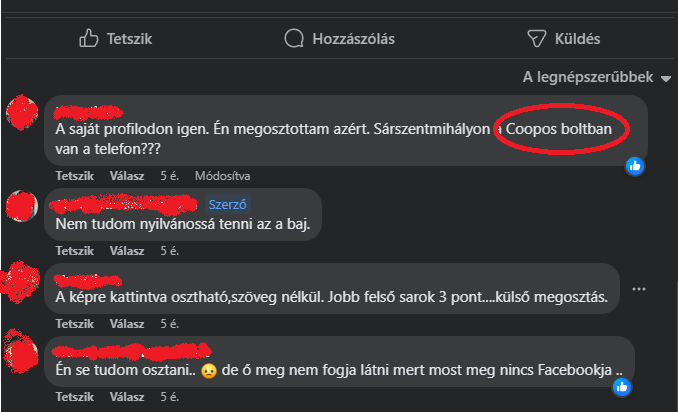 Tetszik Hozzászólás Küldés
A legnépszerűbbek
A saját profilodon igen. Én megosztottam azért. Sárszentmihályon a Coopos boltban
van a telefon???
Tetszik Válasz 5 é. Módosítva
Szerző
Nem tudom nyilvánossá tenni az a baj.
Tetszik Válasz 5 é.
A képre kattintva osztható,szöveg nélkül. Jobb felső sarok 3 pont....külső megosztás.
Tetszik Válasz 5 é.
Én se tudom osztani.. 😠 de ő meg nem fogja látni mert most meg nincs Facebookja ..
Tetszik Válasz 5 é.